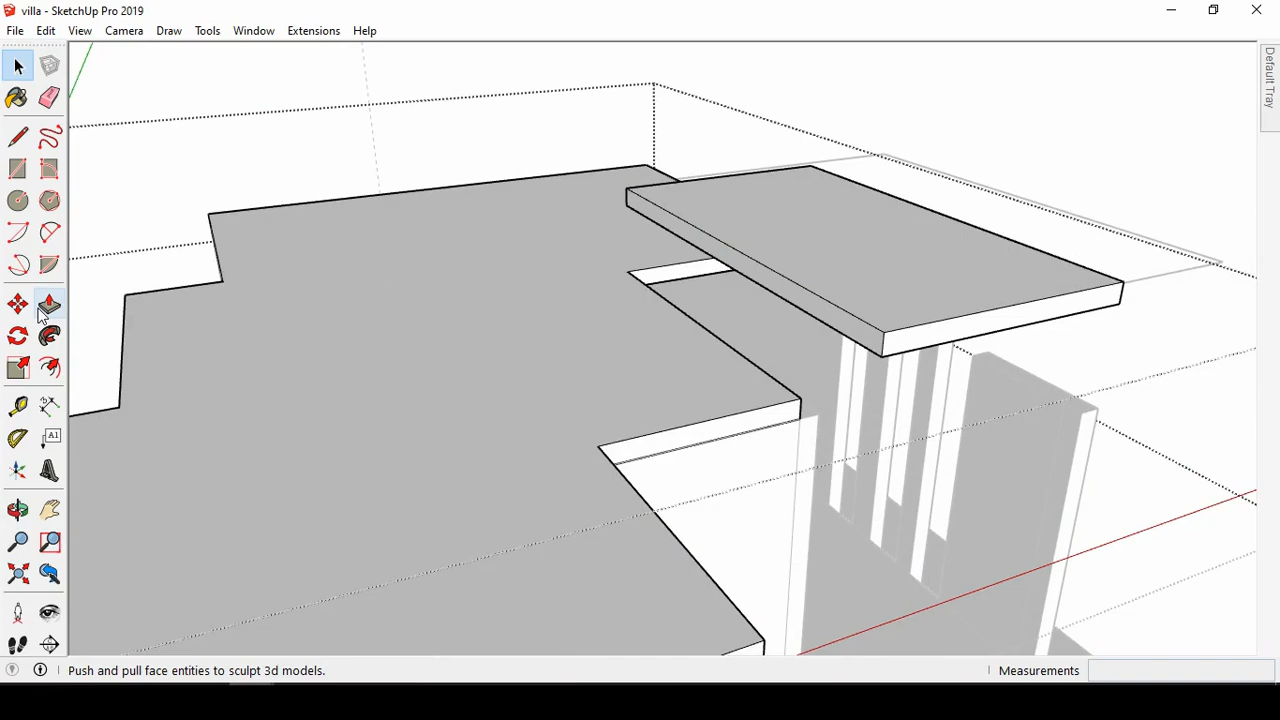 villa - SketchUp Pro 2019
File Edit View Camera Draw Tools Window Extensions Help
Default Tray
A1
Push and pull face entities to sculpt 3d models.
Measurements